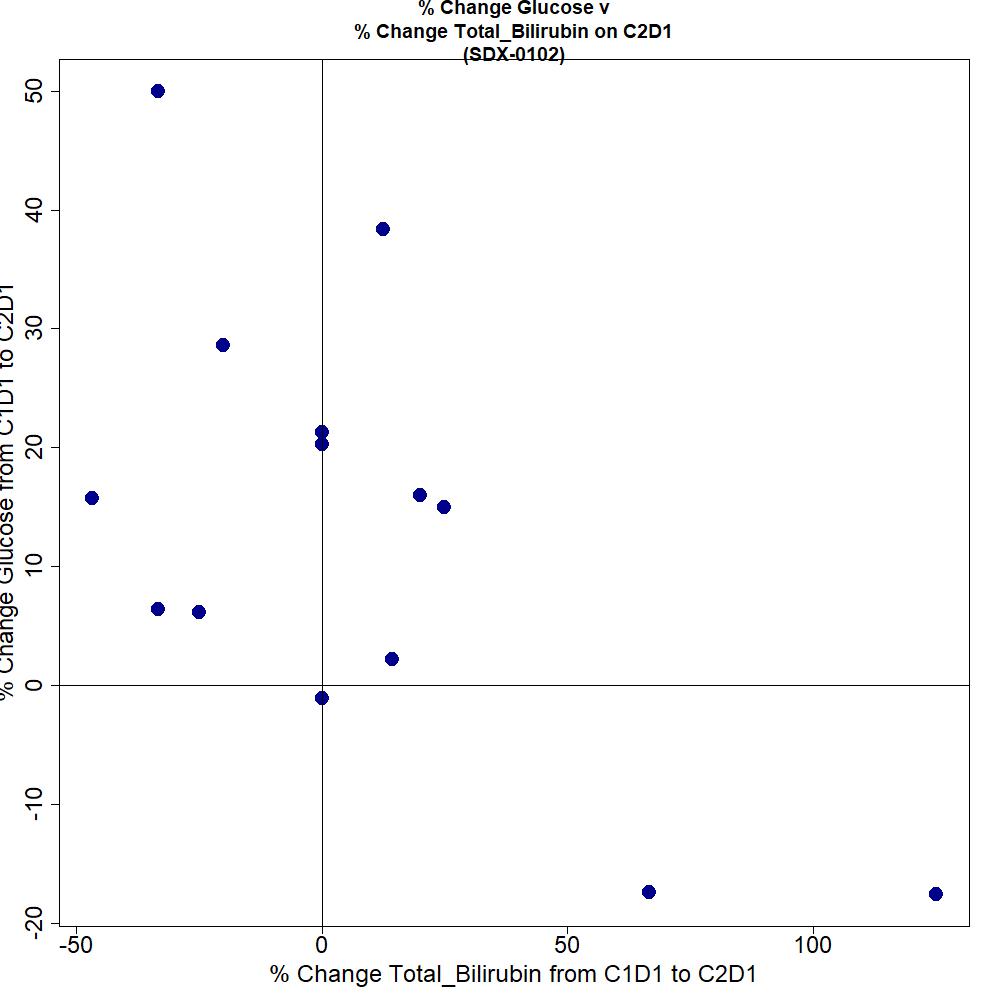 % Change Glucose v
% Change Total_Bilirubin on C2D1
(SDX-0102)
% Change Glucose from C1D1 to C2D1
50
40
30
20
10
0
-10
-20
-50
0
50
100
% Change Total_Bilirubin from C1D1 to C2D1